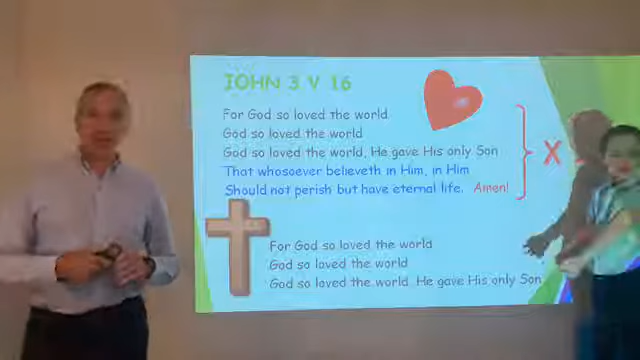 JOHN 3 V 16
For God so loved the world
God so loved the world
God so loved the world, He gave His only Son
That whosoever believeth in Him, in Him
Should not perish but have eternal life. Amen!
X
For God so loved the world
God so loved the world
God so loved the world He gave His only Son